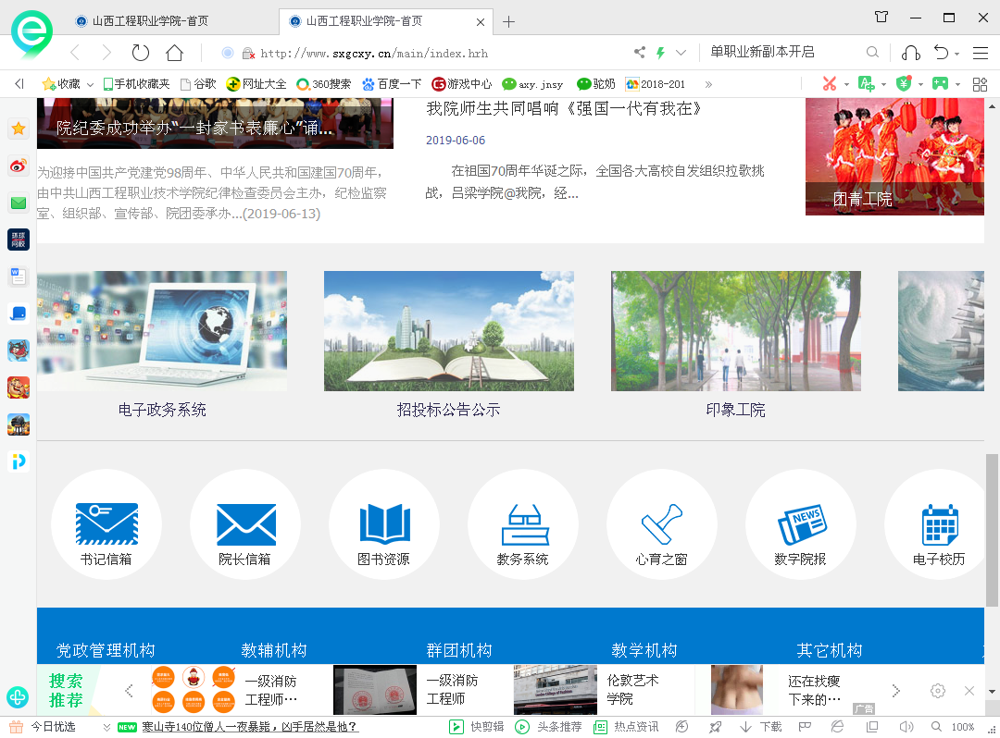 山西工程职业学院-首页
山西工程职业学院-首页
http://www.sxgcxy.cn/main/index.hrh
单职业新副本开启
收藏 手机收藏夹 谷歌 网址大全 360搜索 百度一下 游戏中心 axy. jnsy 驼奶 2018-201
院纪委成功举办“一封家书表廉心”诵...
为迎接中国共产党建党98周年、中华人民共和国建国70周年，
由中共山西工程职业技术学院纪律检查委员会主办，纪检监察
室、组织部、宣传部、院团委承办...(2019-06-13)
我院师生共同唱响《强国一代有我在》
2019-06-06
在祖国70周年华诞之际，全国各大高校自发组织拉歌挑
战，吕梁学院@我院，经...
团青工院
环球
网校
电子政务系统
招投标公告公示
印象工院
书记信箱
院长信箱
图书资源
教务系统
心育之窗
NEWS
数字院报
电子校历
党政管理机构
教辅机构
群团机构
教学机构
其它机构
搜索
推荐
一级消防
工程师…
一级消防
工程师
伦敦艺术
学院
还在找瘦
下来的…
广告
今日优选
NEW
寒山寺140位僧人一夜暴毙，凶手居然是他？
快剪辑
头条推荐
热点资讯
下载
100%